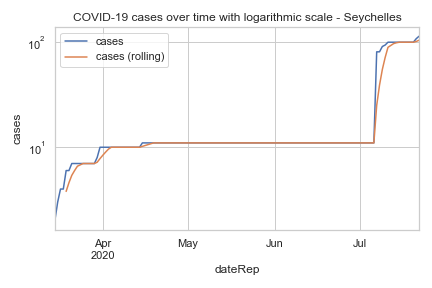 COVID-19 cases over time with logarithmic scale - Seychelles
cases
cases (rolling)
10²
10¹
cases
Apr
2020
May
Jun
Jul
dateRep